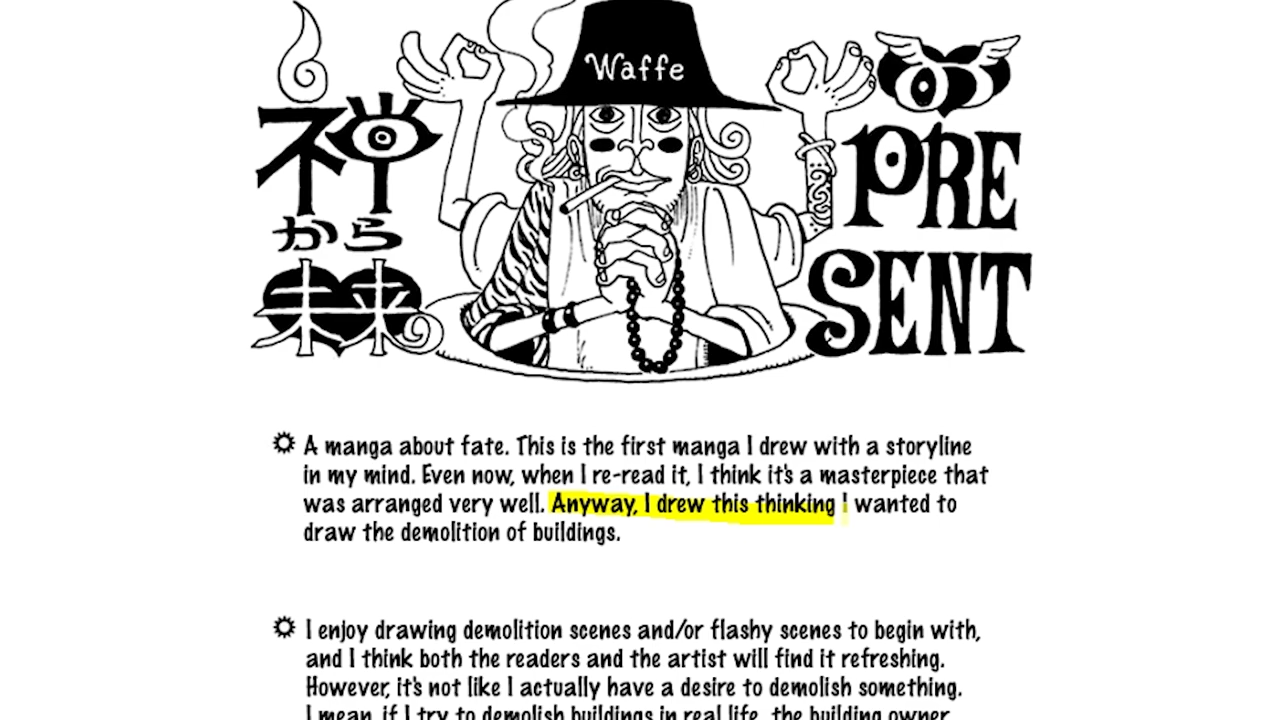 Waffe
神
から
未来
PRE
SENT
A manga about fate. This is the first manga I drew with a storyline
in my mind. Even now, when I re-read it, I think it's a masterpiece that
was arranged very well. Anyway, I drew this thinking I wanted to
draw the demolition of buildings.
I enjoy drawing demolition scenes and/or flashy scenes to begin with,
and I think both the readers and the artist will find it refreshing.
However, it's not like I actually have a desire to demolish something.
I mean, if I try to demolish buildings in real life, the building owner